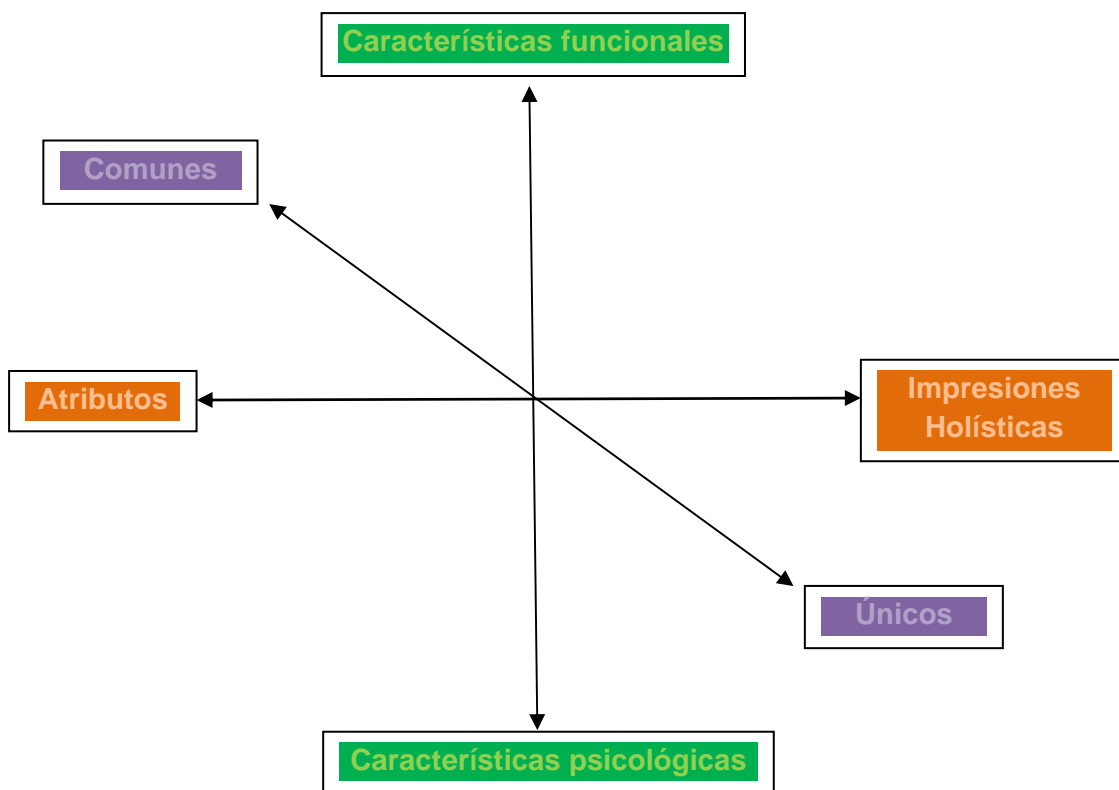 Características funcionales
Comunes
Atributos
Impresiones
Holísticas
Únicos
Características psicológicas